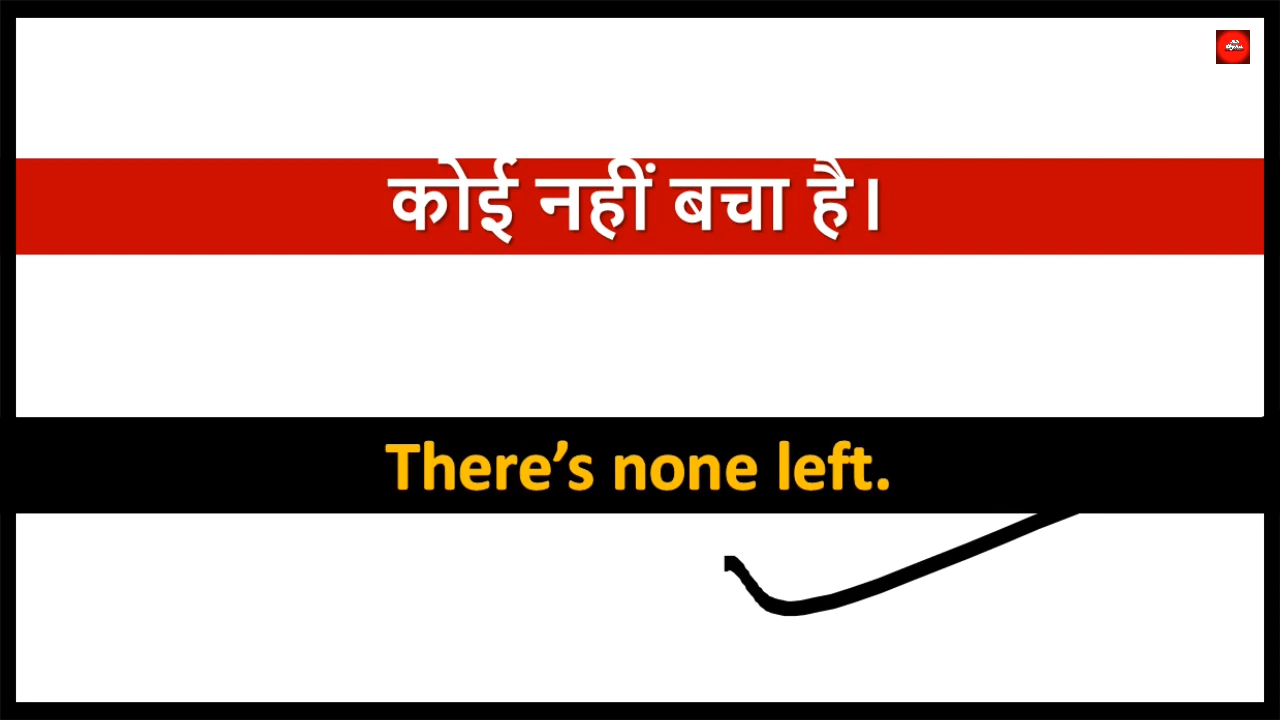 कोई नहीं बचा है।
There’s none left.